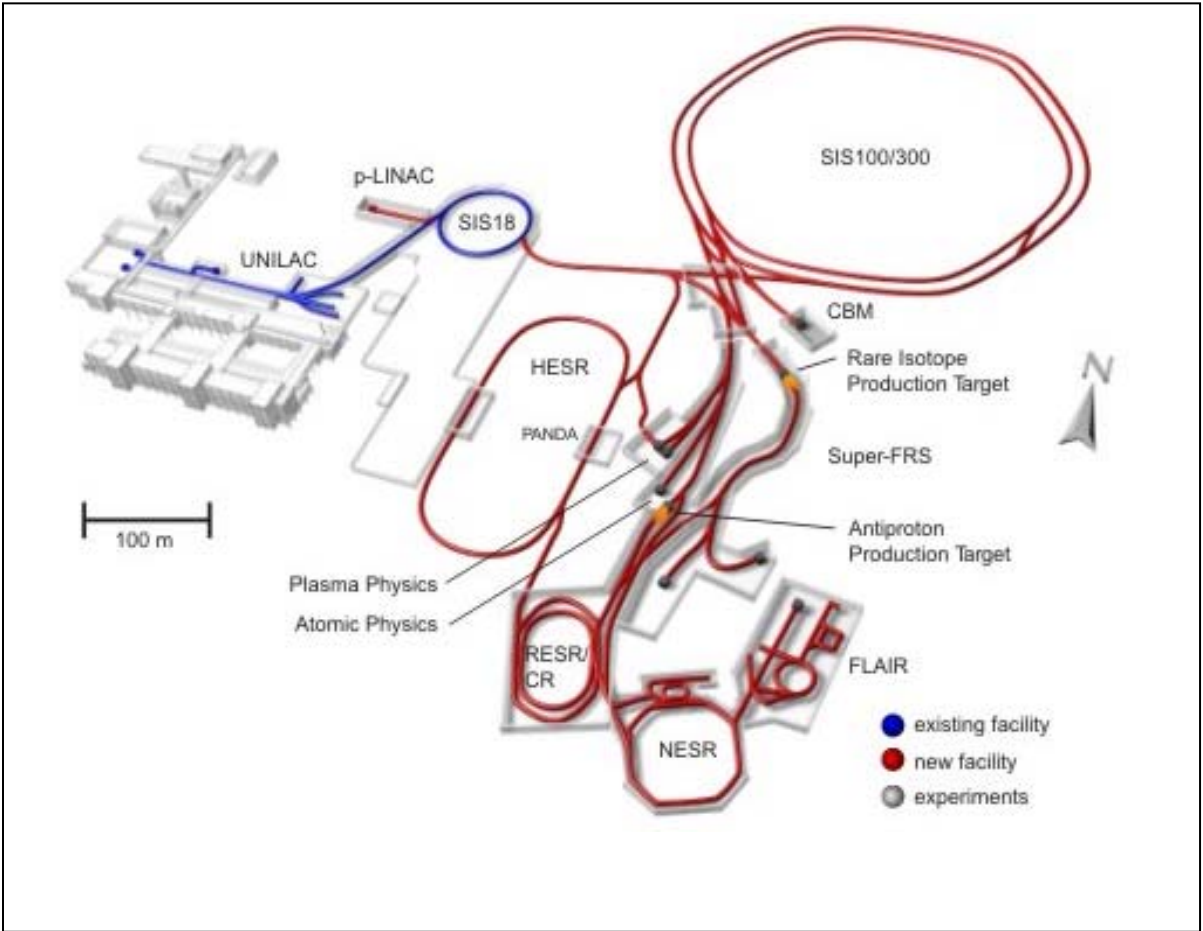 SIS100/300
p-LINAC
SIS18
UNILAC
CBM
HESR
Rare Isotope
Production Target
N
PANDA
Super-FRS
100 m
Antiproton
Production Target
Plasma Physics
Atomic Physics
RESR/
CR
FLAIR
NESR
existing facility
new facility
experiments